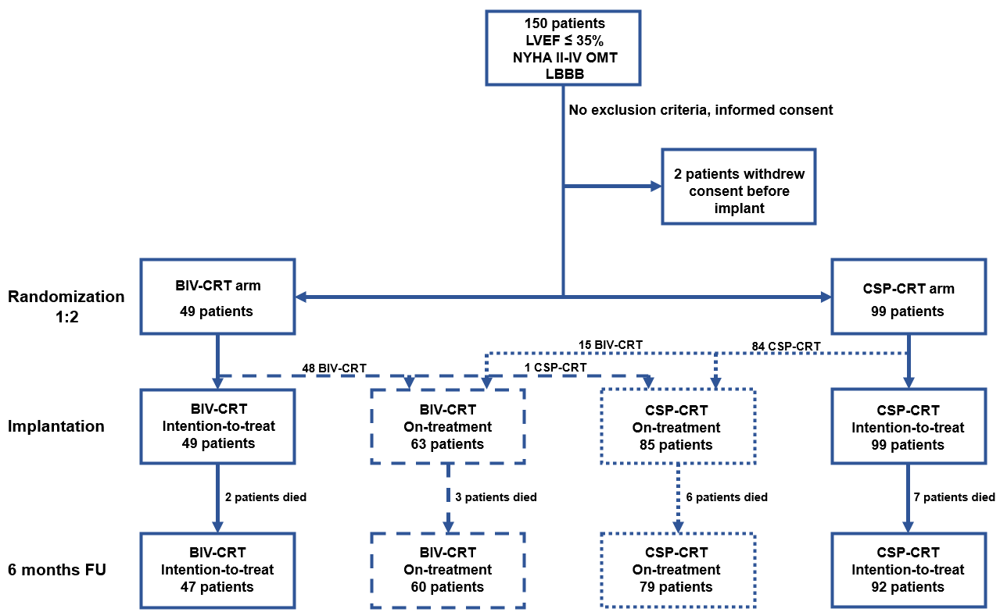 150 patients
LVEF ≤ 35%
NYHA II-IV OMT
LBBB
No exclusion criteria, informed consent
2 patients withdrew
consent before
implant
Randomization
1:2
BIV-CRT arm
49 patients
CSP-CRT arm
99 patients
15 BIV-CRT
84 CSP-CRT
48 BIV-CRT
1 CSP-CRT
Implantation
BIV-CRT
Intention-to-treat
49 patients
BIV-CRT
On-treatment
63 patients
CSP-CRT
On-treatment
85 patients
CSP-CRT
Intention-to-treat
99 patients
2 patients died
3 patients died
6 patients died
7 patients died
6 months FU
BIV-CRT
Intention-to-treat
47 patients
BIV-CRT
On-treatment
60 patients
CSP-CRT
On-treatment
79 patients
CSP-CRT
Intention-to-treat
92 patients